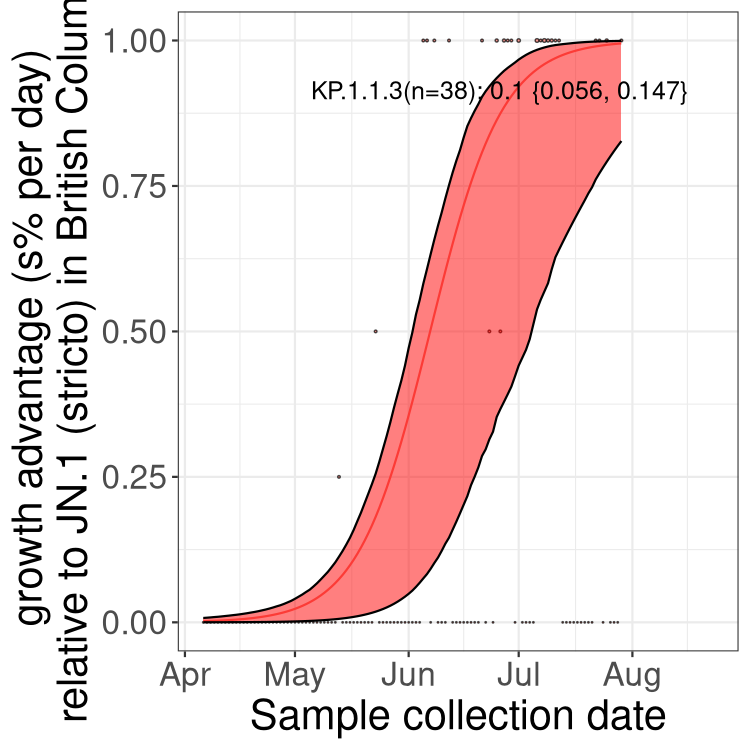 growth advantage (s% per day)
relative to JN.1 (stricto) in British Colum
1.00
0.75
0.50
0.25
0.00
KP.1.1.3(n=38): 0.1 {0.056, 0.147}
Apr May Jun Jul Aug
Sample collection date